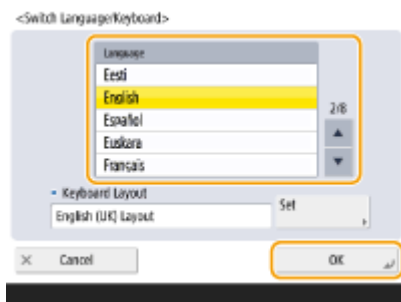 <Switch Language/Keyboard>
Language
Eesti
English
Español
Euskara
Français
2/8
Keyboard Layout
English (UK) Layout
Set
Cancel
OK